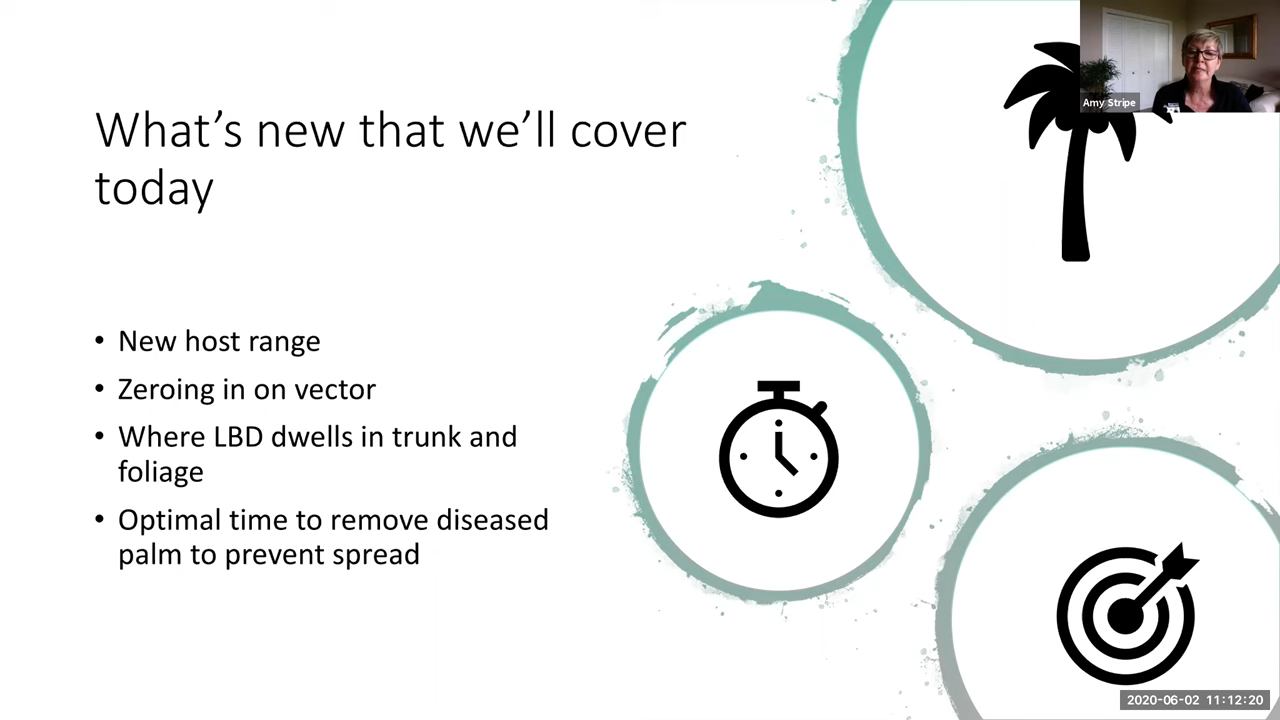 Amy Stripe
What’s new that we’ll cover
today
• New host range
• Zeroing in on vector
• Where LBD dwells in trunk and
foliage
• Optimal time to remove diseased
palm to prevent spread
2020-06-02 11:12:20